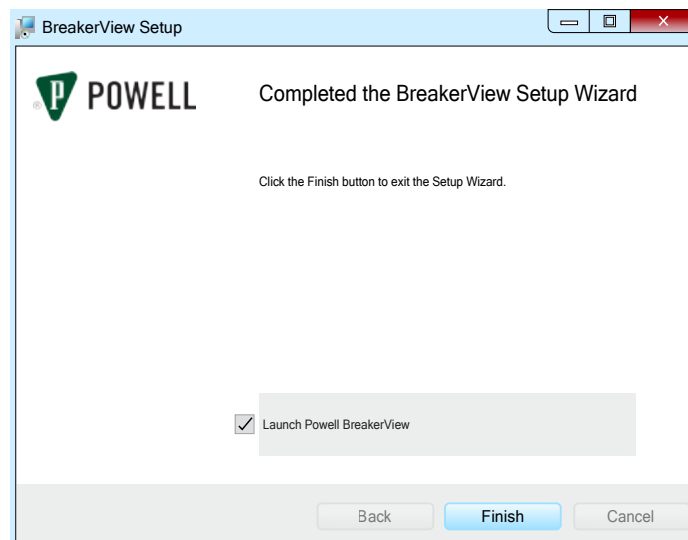 BreakerView Setup
P POWELL
®
Completed the BreakerView Setup Wizard
Click the Finish button to exit the Setup Wizard.
Launch Powell BreakerView
Back Finish Cancel